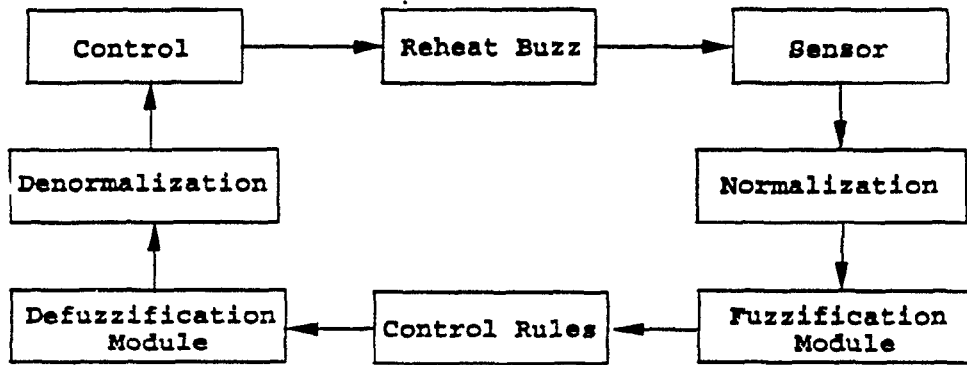 Control
Reheat Buzz
Sensor
Denormalization
Normalization
Defuzzification
Module
Control Rules
Fuzzification
Module